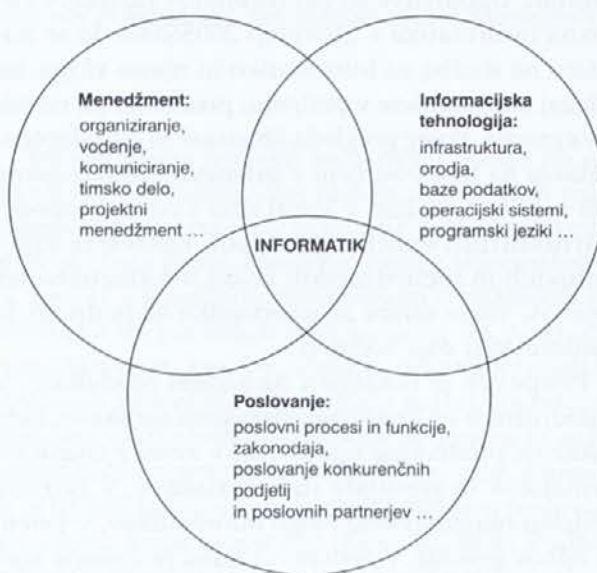 Menedžment:
organiziranje,
vodenje,
komuniciranje,
timsko delo,
projektni
menedžment ...
Informacijska
tehnologija:
infrastruktura,
orodja,
baze podatkov,
operacijski sistemi,
programski jeziki ...
INFORMATIK
Poslovanje:
poslovni procesi in funkcije,
zakonodaja,
poslovanje konkurenčnih
podjetij
in poslovnih partnerjev ...